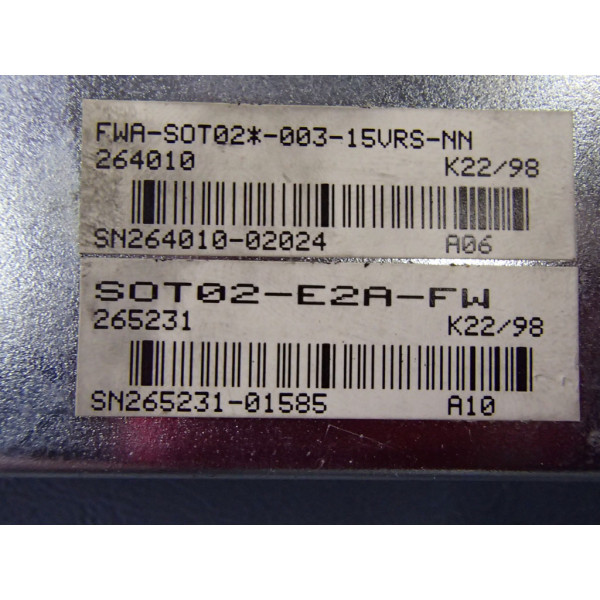 FWA-SOT02*-003-15VRS-NN
264010 K22/98
SN264010-02024 A06
SOT02-E2A-FW
265231 K22/98
SN265231-01585 A10